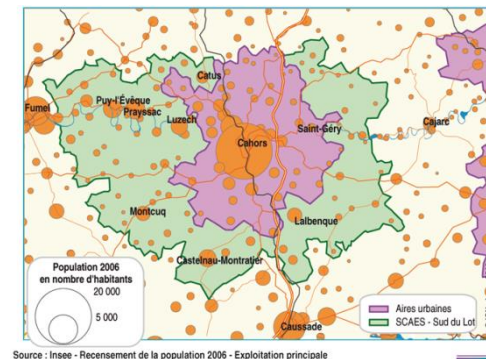 Catus
Puy-l'Évêque
Fumel
Prayssac
Luzech
Saint-Géry
Cajarc
Cahors
Montcuq
Lalbenque
Castelnau-Montratier
Population 2006
en nombre d'habitants
20 000
5 000
Aires urbaines
SCAES - Sud du Lot
Caussade
Source : Insee - Recensement de la population 2006 - Exploitation principale